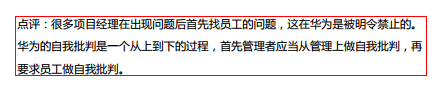 点评：很多项目经理在出现问题后首先找员工的问题，这在华为是被明令禁止的。
华为的自我批判是一个从上到下的过程，首先管理者应当从管理上做自我批判，再
要求员工做自我批判。